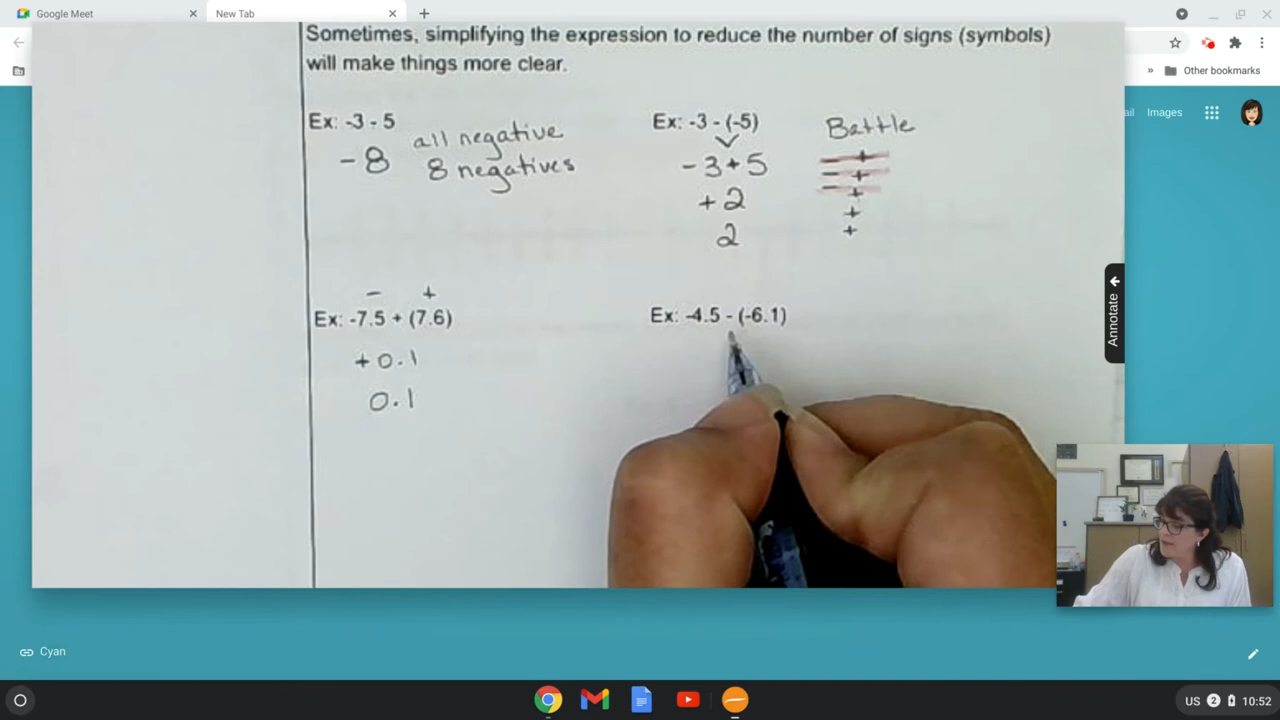 Google Meet
New Tab
Other bookmarks
Images
Sometimes, simplifying the expression to reduce the number of signs (symbols)
will make things more clear.
Ex: -3 - 5
all negative
-8
8 negatives
Ex: -3 - (-5)
Battle
-3+5
+2
2
- +
- +
- +
+
+
- +
Ex: -7.5 + (7.6)
+0.1
0.1
Ex: -4.5 - (-6.1)
Annotate
Cyan
US 2 10:52